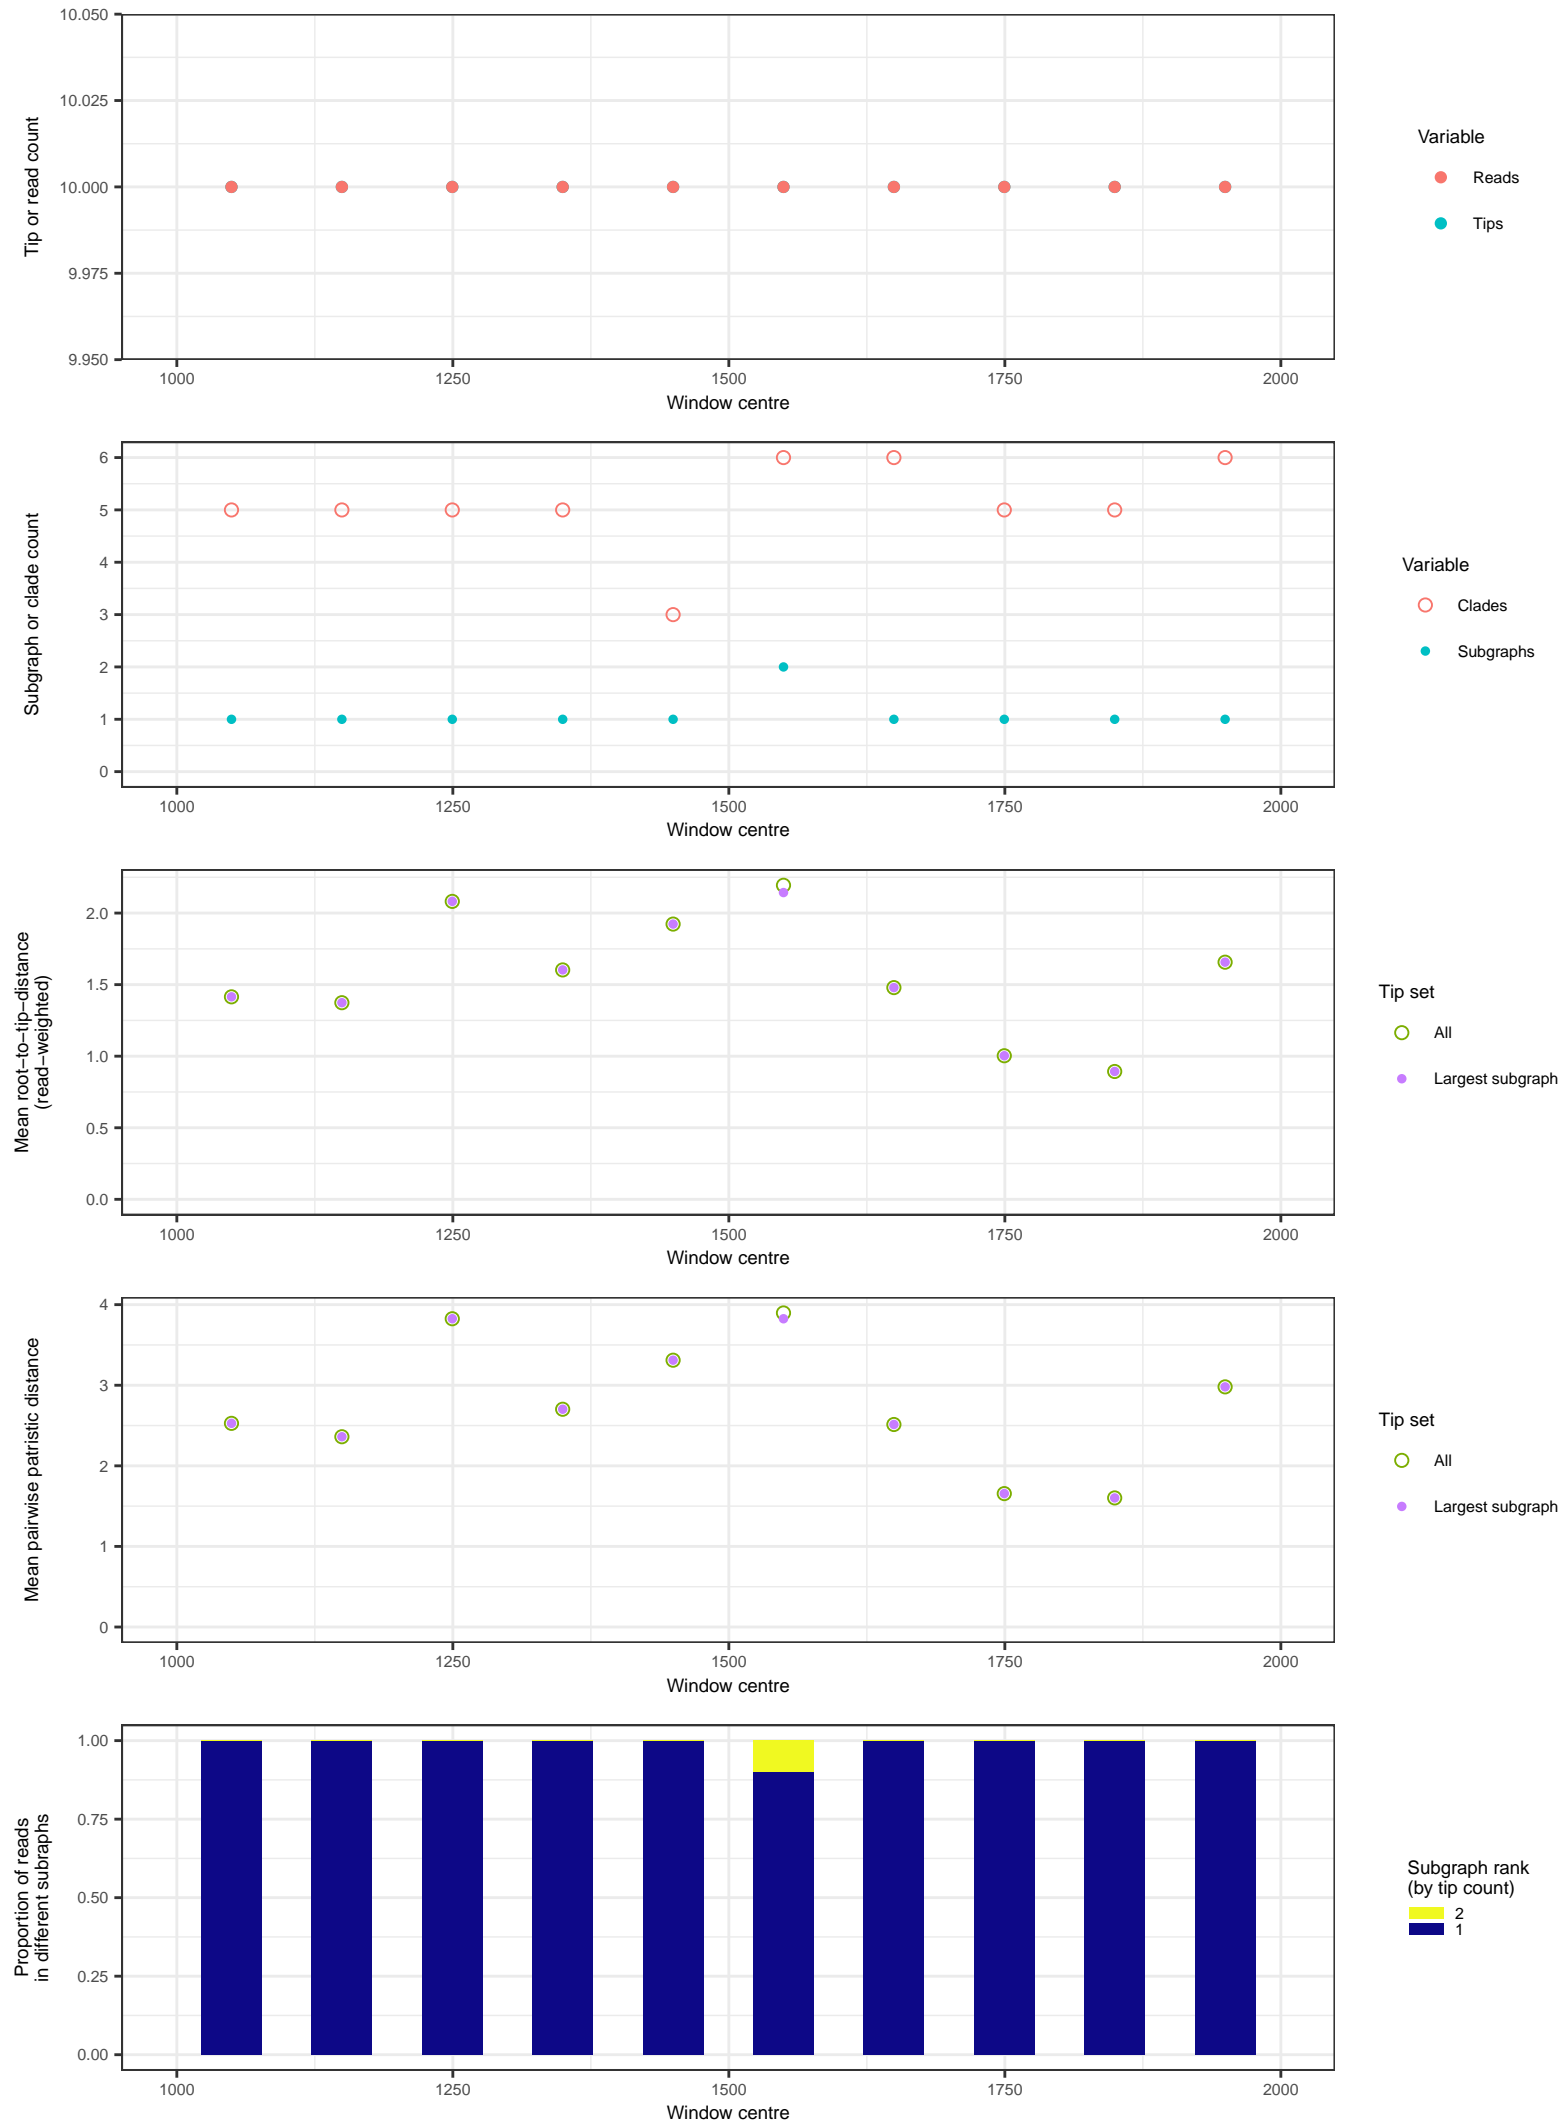 10.050
10.025
10.000
9.975
9.950
Tip or read count
1000 1250 1500 1750 2000
Window centre
Variable
Reads
Tips
6
5
4
3
2
1
0
Subgraph or clade count
1000 1250 1500 1750 2000
Window centre
Variable
Clades
Subgraphs
2.0
1.5
1.0
0.5
0.0
Mean root−to−tip−distance
(read−weighted)
1000 1250 1500 1750 2000
Window centre
Tip set
All
Largest subgraph
4
3
2
1
0
Mean pairwise patristic distance
1000 1250 1500 1750 2000
Window centre
Tip set
All
Largest subgraph
1.00
0.75
0.50
0.25
0.00
Proportion of reads
in different subraphs
1000 1250 1500 1750 2000
Window centre
Subgraph rank
(by tip count)
2
1